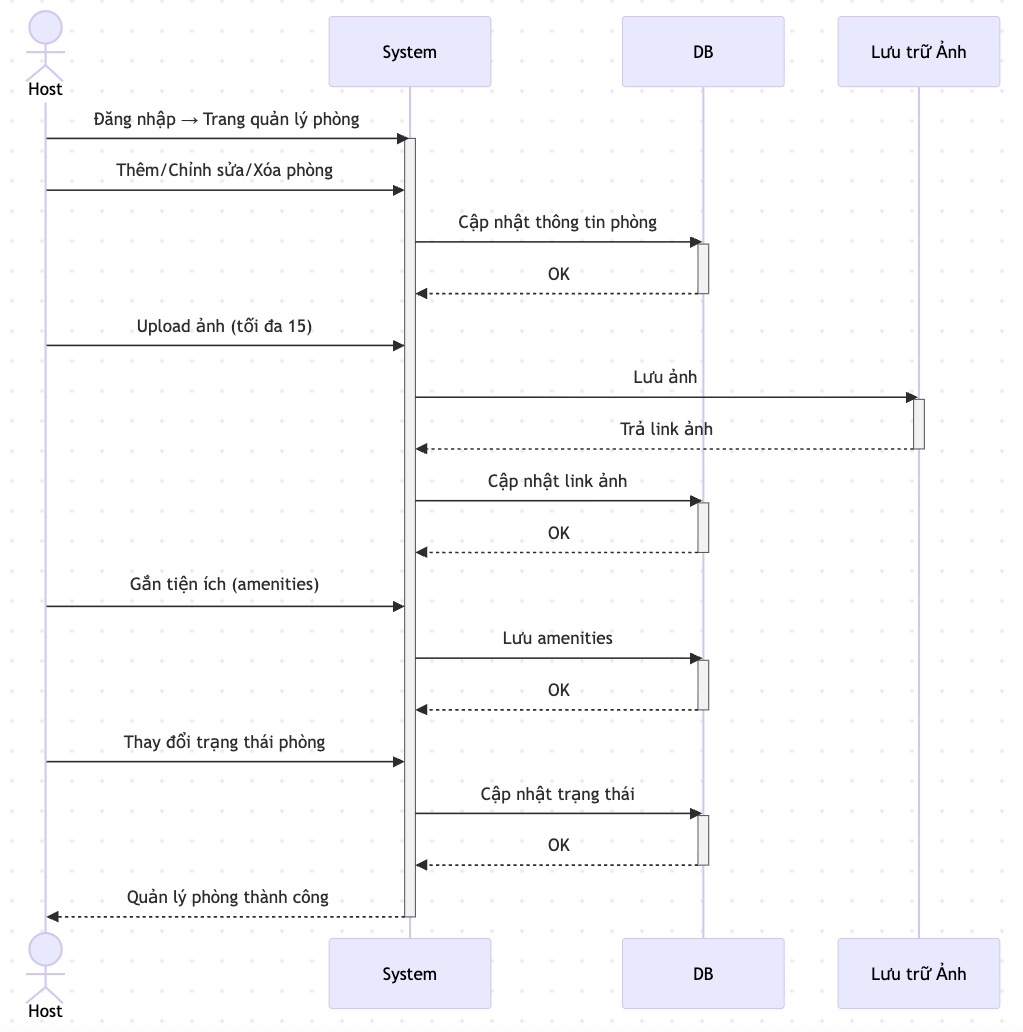 System
DB
Lưu trữ Ảnh
Host
Đăng nhập → Trang quản lý phòng
Thêm/Chỉnh sửa/Xóa phòng
Cập nhật thông tin phòng
OK
Upload ảnh (tối đa 15)
Lưu ảnh
Trả link ảnh
Cập nhật link ảnh
OK
Gắn tiện ích (amenities)
Lưu amenities
OK
Thay đổi trạng thái phòng
Cập nhật trạng thái
OK
Quản lý phòng thành công
System
DB
Lưu trữ Ảnh
Host